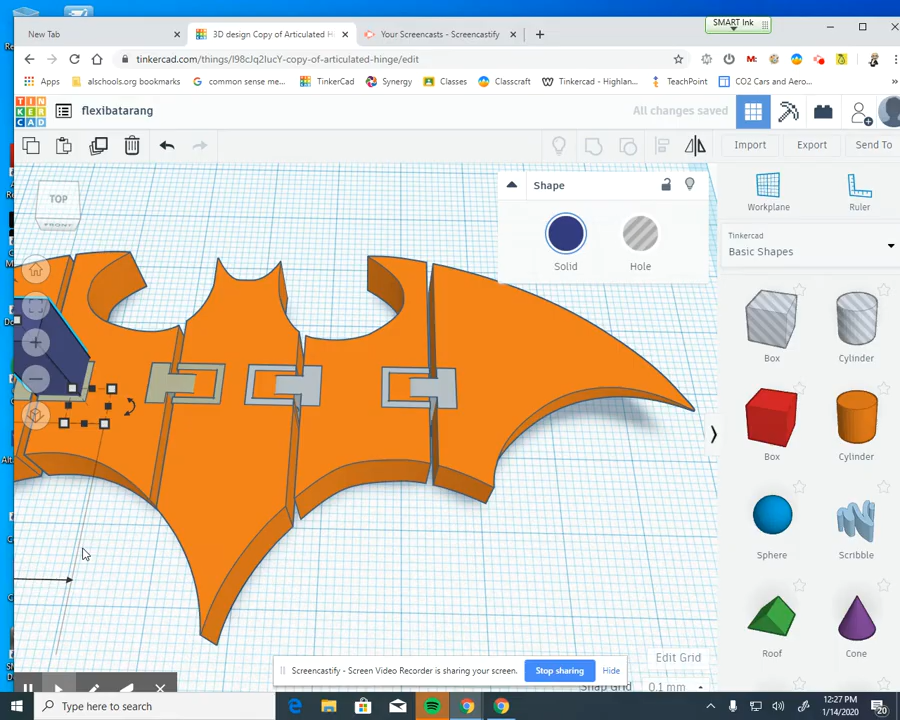 SMART Ink
New Tab
3D design Copy of Articulated H
Your Screencasts - Screencastify
tinkercad.com/things/l98cJq2lucY-copy-of-articulated-hinge/edit
Apps
alschools.org bookmarks
common sense me...
TinkerCad
Synergy
Classes
Classcraft
Tinkercad - Highlan...
TeachPoint
CO2 Cars and Aero...
TIN
KER
CAD
flexibatarang
All changes saved
Import
Export
Send To
TOP
FRONT
Shape
Solid
Hole
Workplane
Ruler
Tinkercad
Basic Shapes
Box
Cylinder
Box
Cylinder
Sphere
Scribble
Roof
Cone
Edit Grid
Snap Grid
0.1 mm
Screencastify - Screen Video Recorder is sharing your screen.
Stop sharing
Hide
Type here to search
12:27 PM
1/14/2020
20